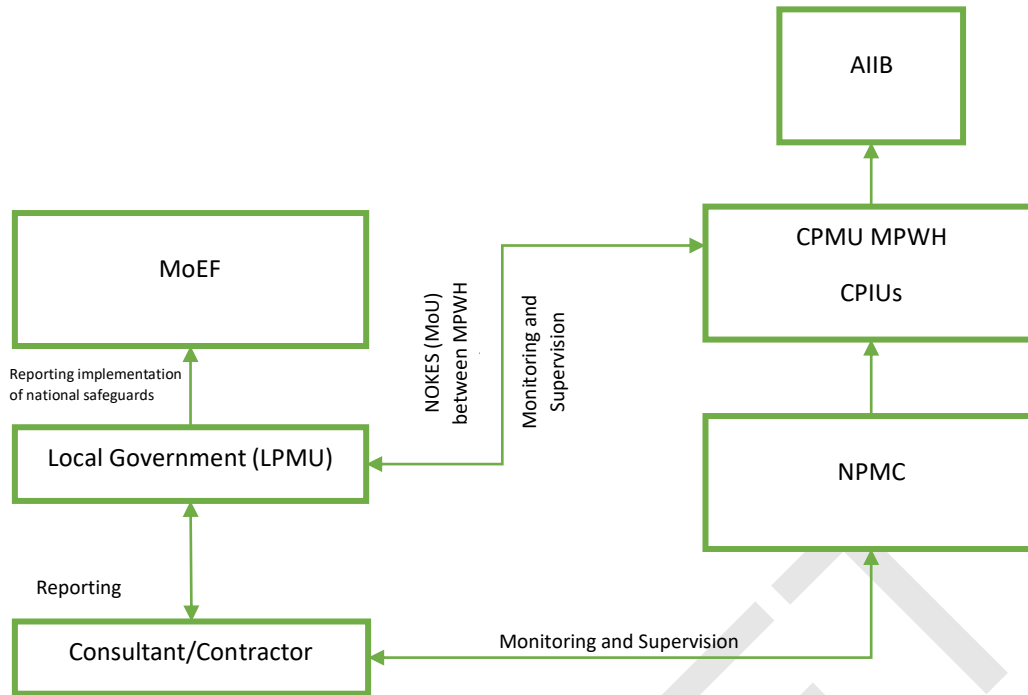 AIIB
MoEF
CPMU MPWH
CPIUs
NOKES (MoU)
between MPWH
Monitoring and
Supervision
Reporting implementation
of national safeguards
Local Government (LPMU)
NPMC
Reporting
Consultant/Contractor
Monitoring and Supervision